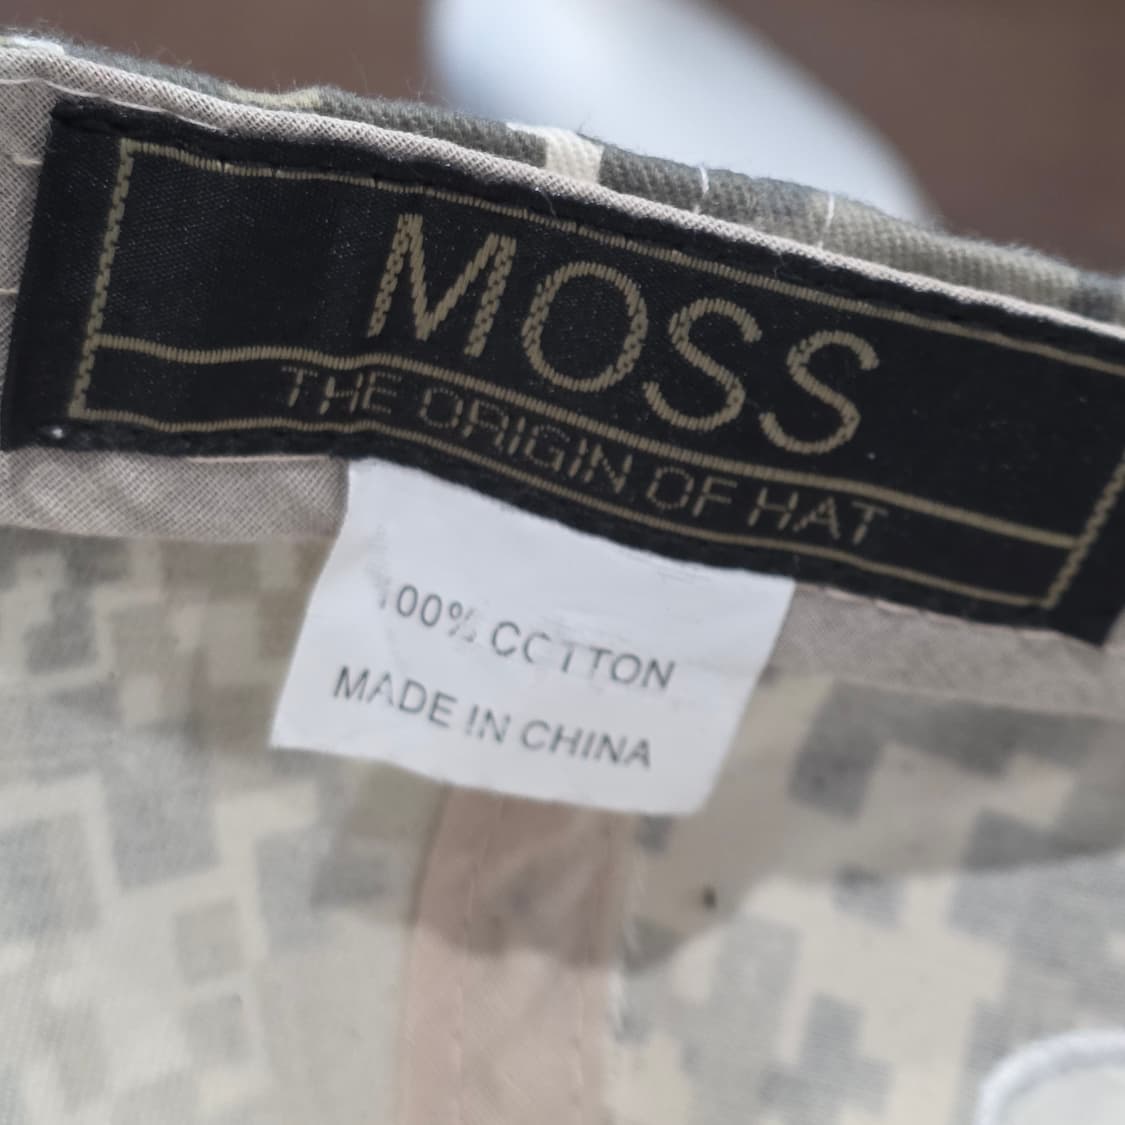 MOSS
THE ORIGIN OF HAT
100% COTTON
MADE IN CHINA